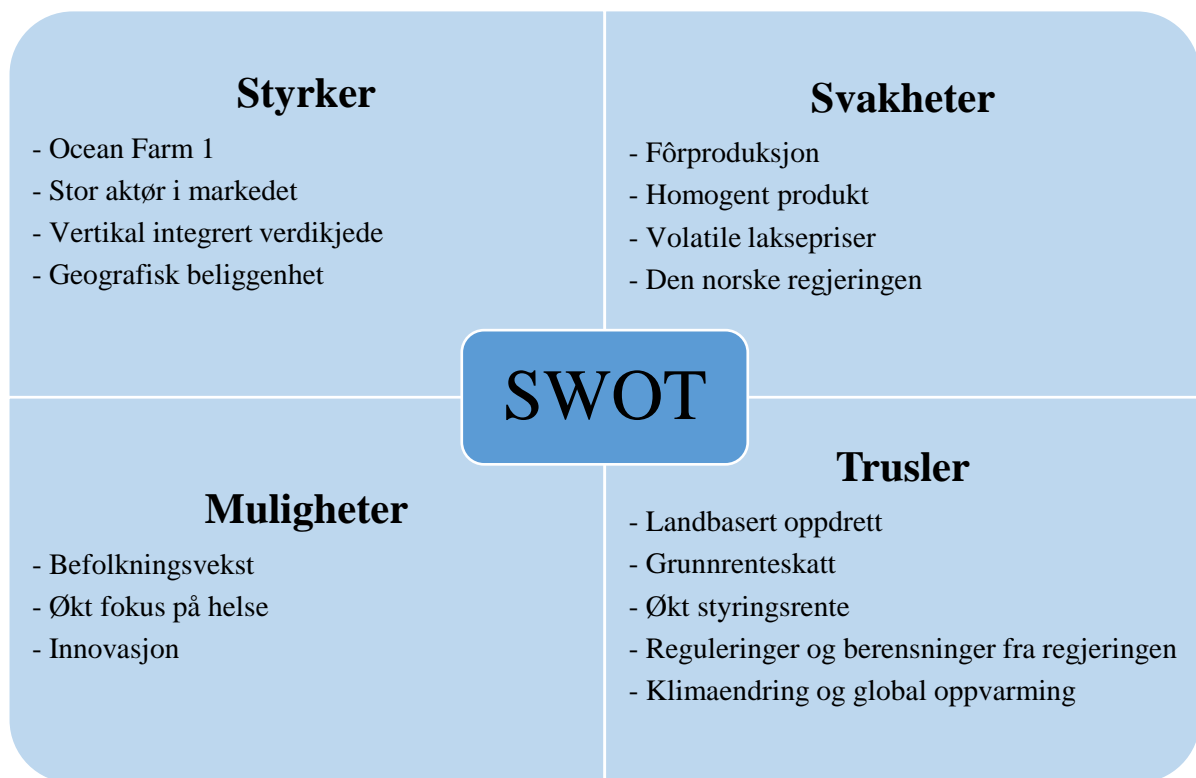 Styrker
- Ocean Farm 1
- Stor aktør i markedet
- Vertikal integrert verdikjede
- Geografisk beliggenhet
Svakheter
- Fôrproduksjon
- Homogent produkt
- Volatile laksepriser
- Den norske regjeringen
SWOT
Muligheter
- Befolkningsvekst
- Økt fokus på helse
- Innovasjon
Trusler
- Landbasert oppdrett
- Grunnrenteskatt
- Økt styringsrente
- Reguleringer og berensninger fra regjeringen
- Klimaendring og global oppvarming